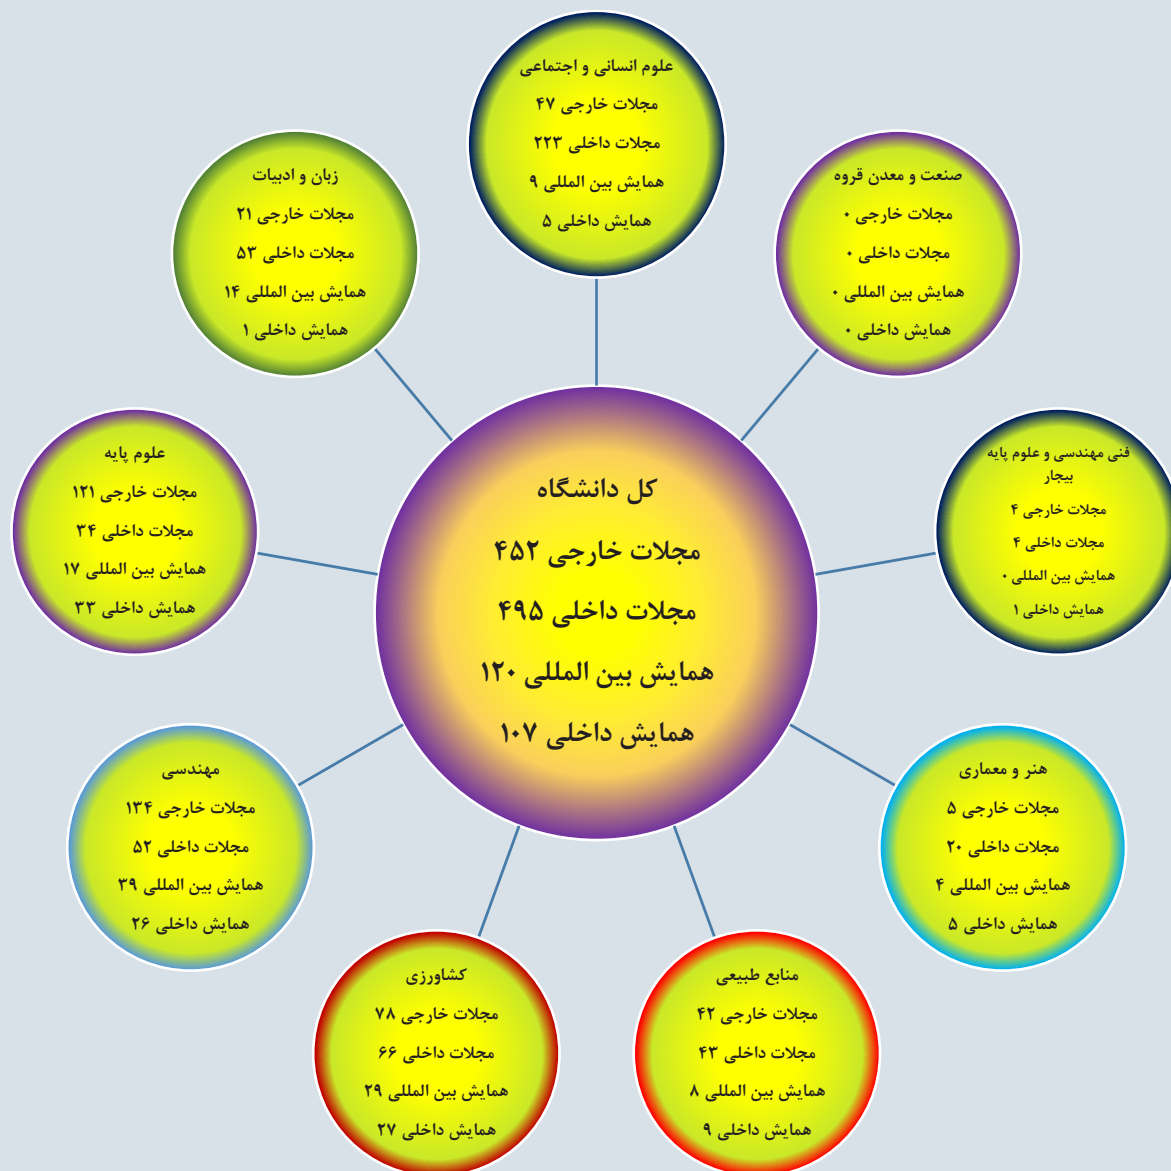 علوم انسانی و اجتماعی
مجلات خارجی ۴۷
مجلات داخلی ۲۲۳
همایش بین المللی ۹
همایش داخلی ۵
صنعت و معدن قروه
مجلات خارجی ۰
مجلات داخلی ۰
همایش بین المللی ۰
همایش داخلی ۰
فنی مهندسی و علوم پایه
بیجار
مجلات خارجی ۴
مجلات داخلی ۴
همایش بین المللی ۰
همایش داخلی ۱
هنر و معماری
مجلات خارجی ۵
مجلات داخلی ۲۰
همایش بین المللی ۴
همایش داخلی ۵
منابع طبیعی
مجلات خارجی ۴۲
مجلات داخلی ۴۳
همایش بین المللی ۸
همایش داخلی ۹
کشاورزی
مجلات خارجی ۷۸
مجلات داخلی ۶۶
همایش بین المللی ۲۹
همایش داخلی ۲۷
مهندسی
مجلات خارجی ۱۳۴
مجلات داخلی ۵۲
همایش بین المللی ۳۹
همایش داخلی ۲۶
علوم پایه
مجلات خارجی ۱۲۱
مجلات داخلی ۳۴
همایش بین المللی ۱۷
همایش داخلی ۳۳
زبان و ادبیات
مجلات خارجی ۲۱
مجلات داخلی ۵۳
همایش بین المللی ۱۴
همایش داخلی ۱
کل دانشگاه
مجلات خارجی ۴۵۲
مجلات داخلی ۴۹۵
همایش بین المللی ۱۲۰
همایش داخلی ۱۰۷